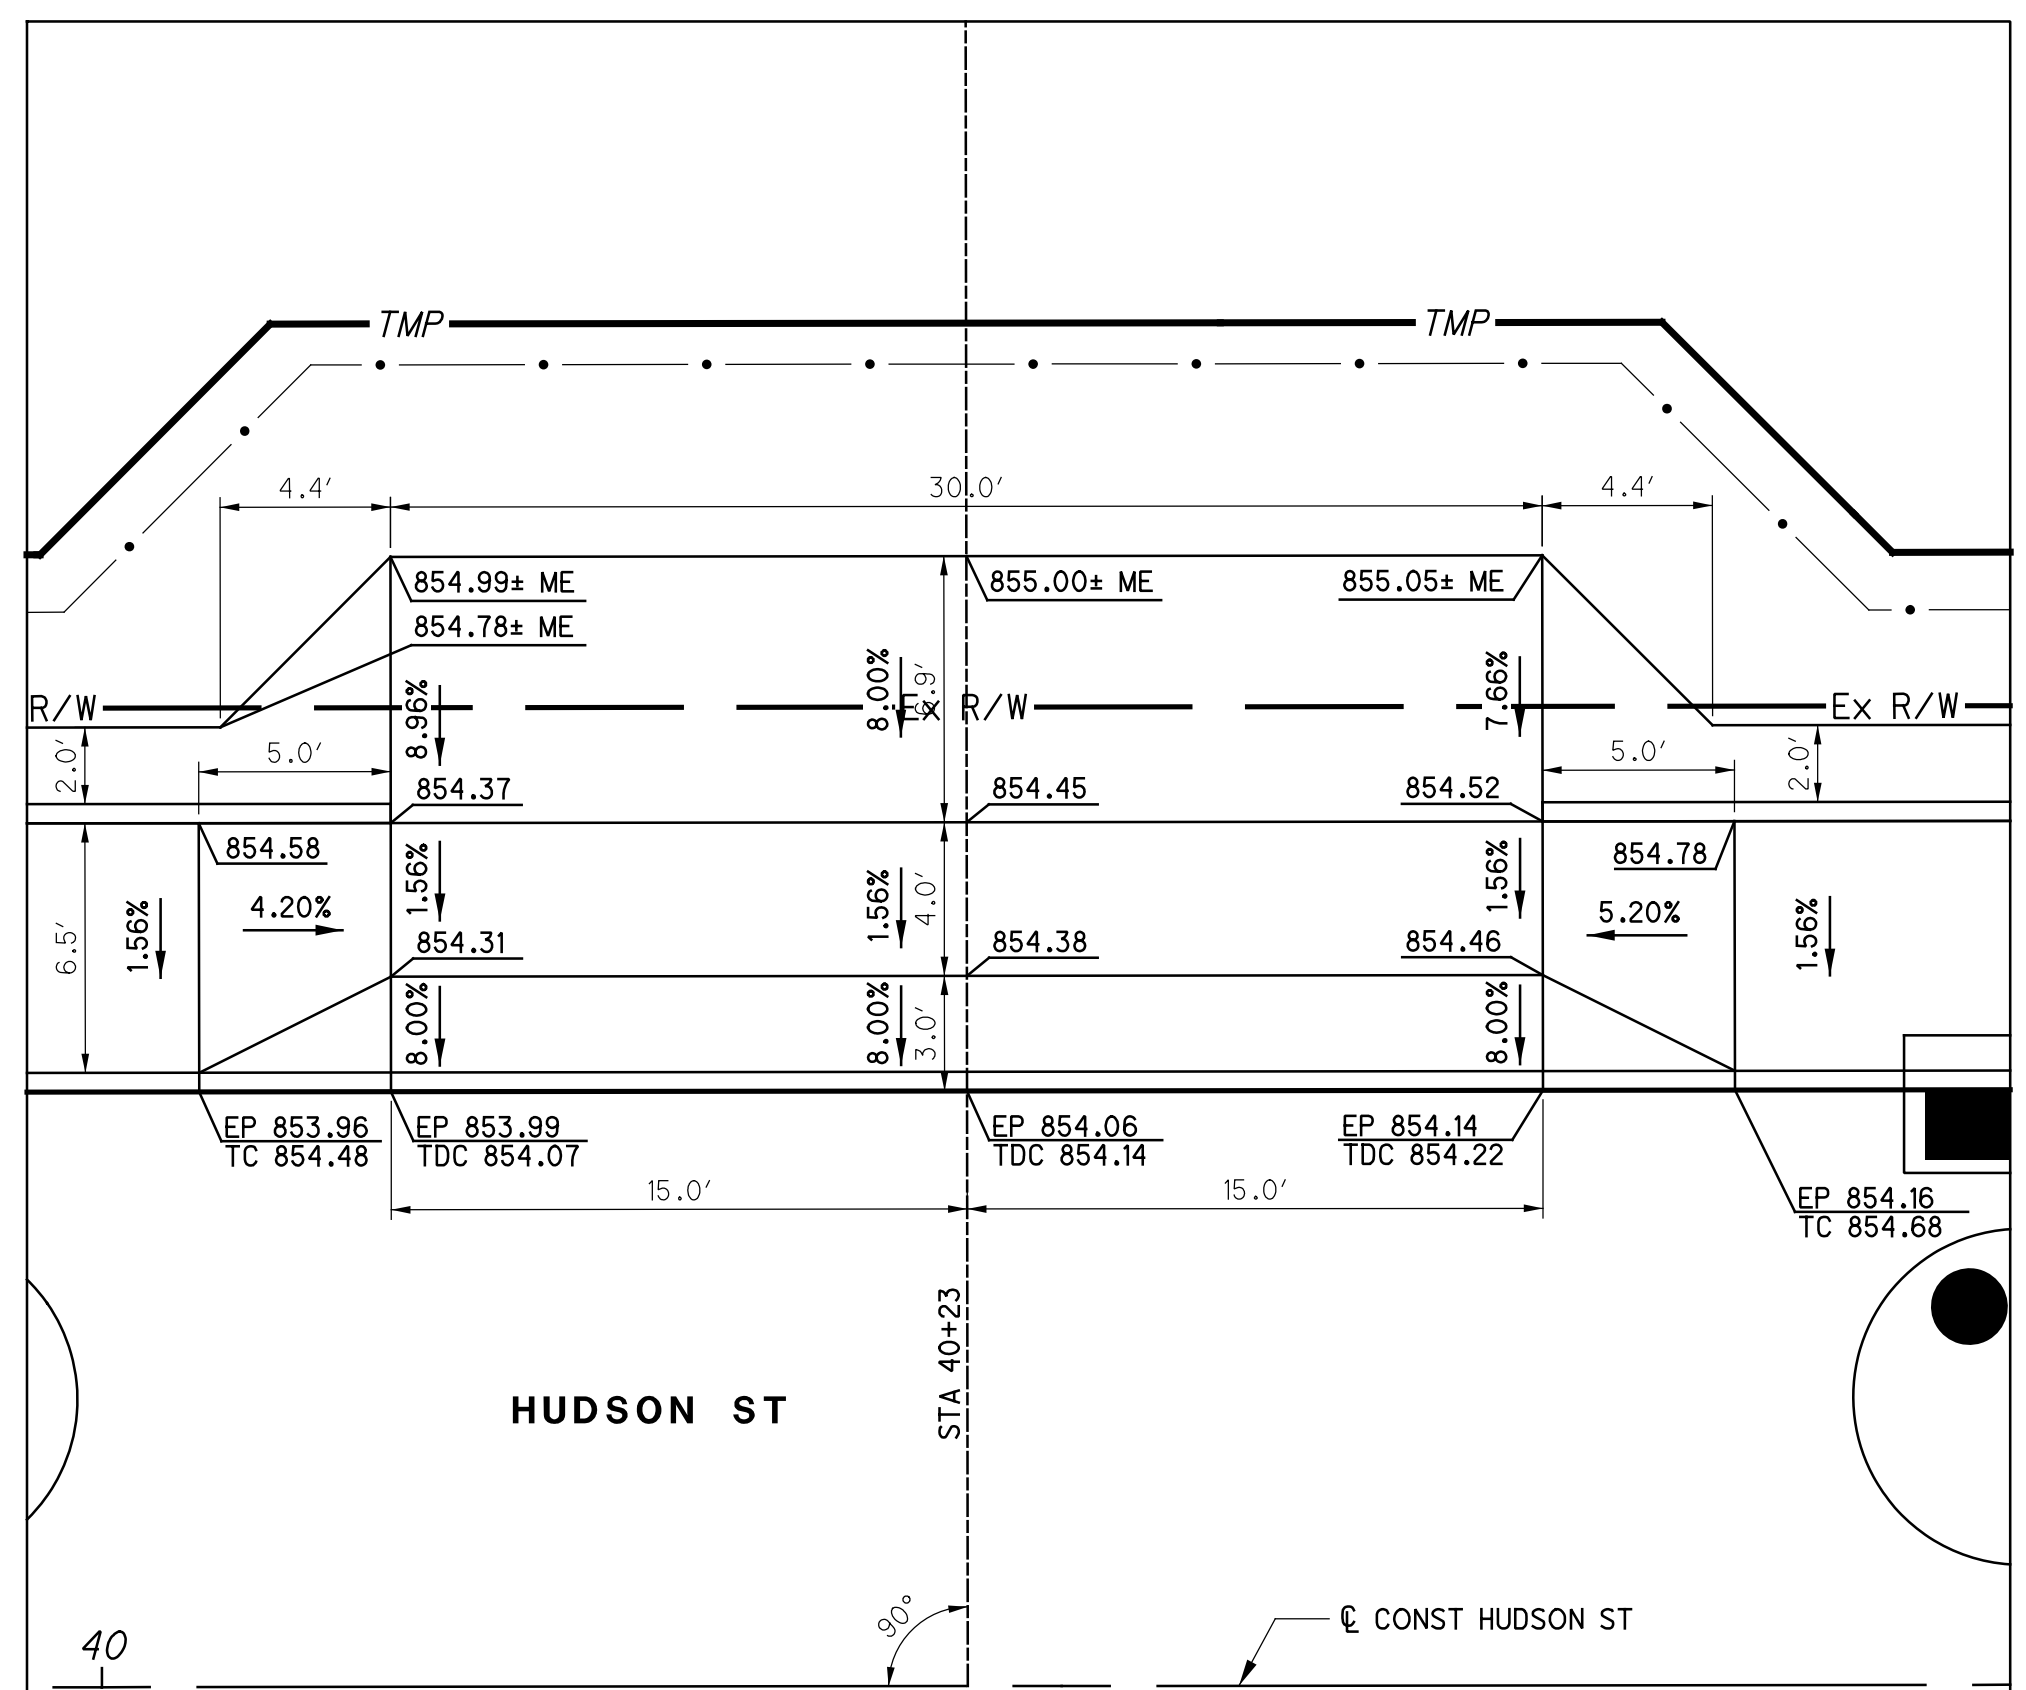 TMP
TMP
4.4'
30.0'
4.4'
854.99± ME
855.00± ME
855.05± ME
854.78± ME
8.96%
8.00%
6.9'
7.66%
R/W
Ex R/W
Ex R/W
2.0'
5.0'
5.0'
2.0'
854.37
854.45
854.52
854.58
854.78
1.56%
1.56%
4.0'
1.56%
6.5'
1.56%
4.20%
5.20%
1.56%
854.31
854.38
854.46
8.00%
8.00%
3.0'
8.00%
EP 853.96
TC 854.48
EP 853.99
TDC 854.07
EP 854.06
TDC 854.14
EP 854.14
TDC 854.22
EP 854.16
TC 854.68
15.0'
15.0'
STA 40+23
HUDSON ST
90°
℄ CONST HUDSON ST
40